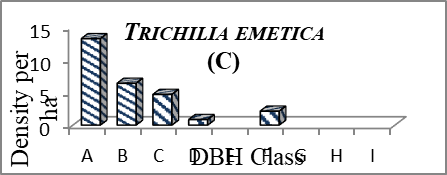 TRICHILIA EMETICA
(C)
Density per
ha
15
10
5
0
A B C D E F G H I
DBH Class